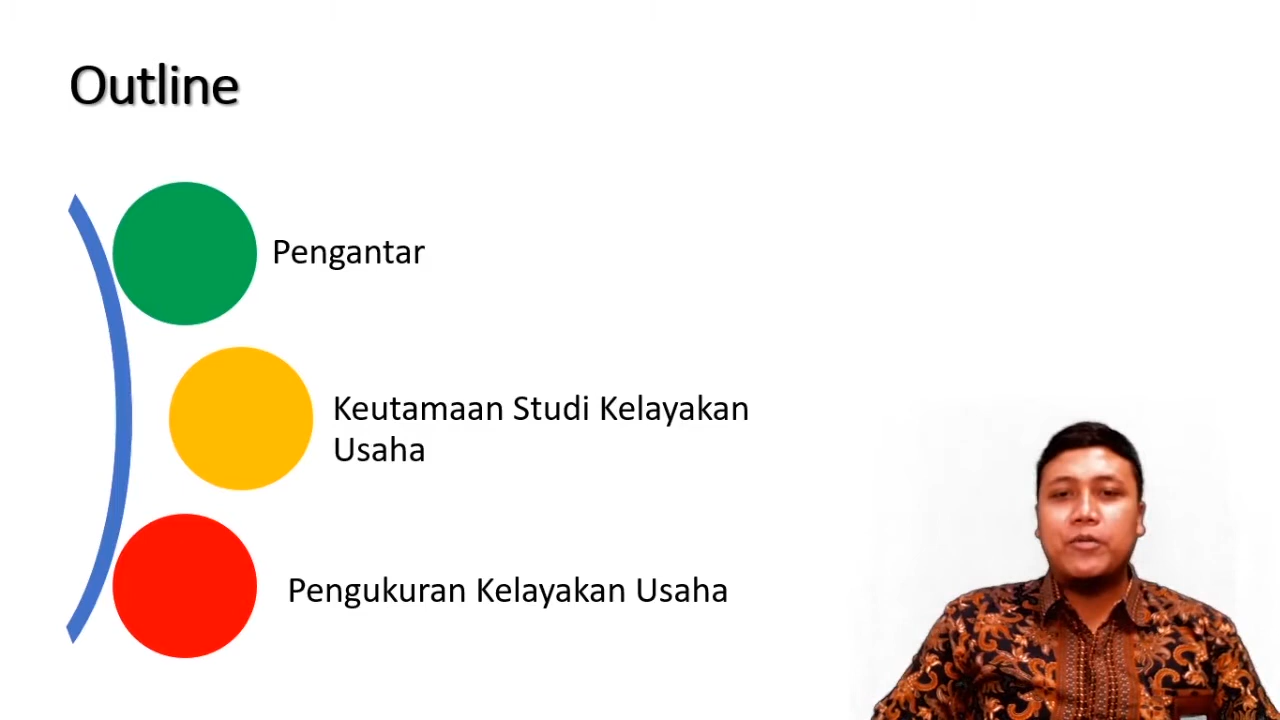 Outline
Pengantar
Keutamaan Studi Kelayakan
Usaha
Pengukuran Kelayakan Usaha